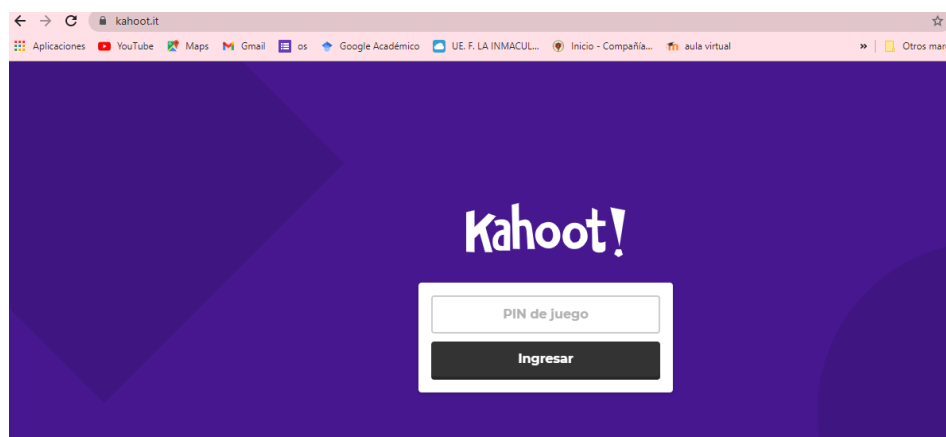 kahoot.it
Aplicaciones YouTube Maps Gmail os Google Académico UE. F. LA INMACUL... Inicio - Compañía... aula virtual » Otros mar
Kahoot!
PIN de juego
Ingresar